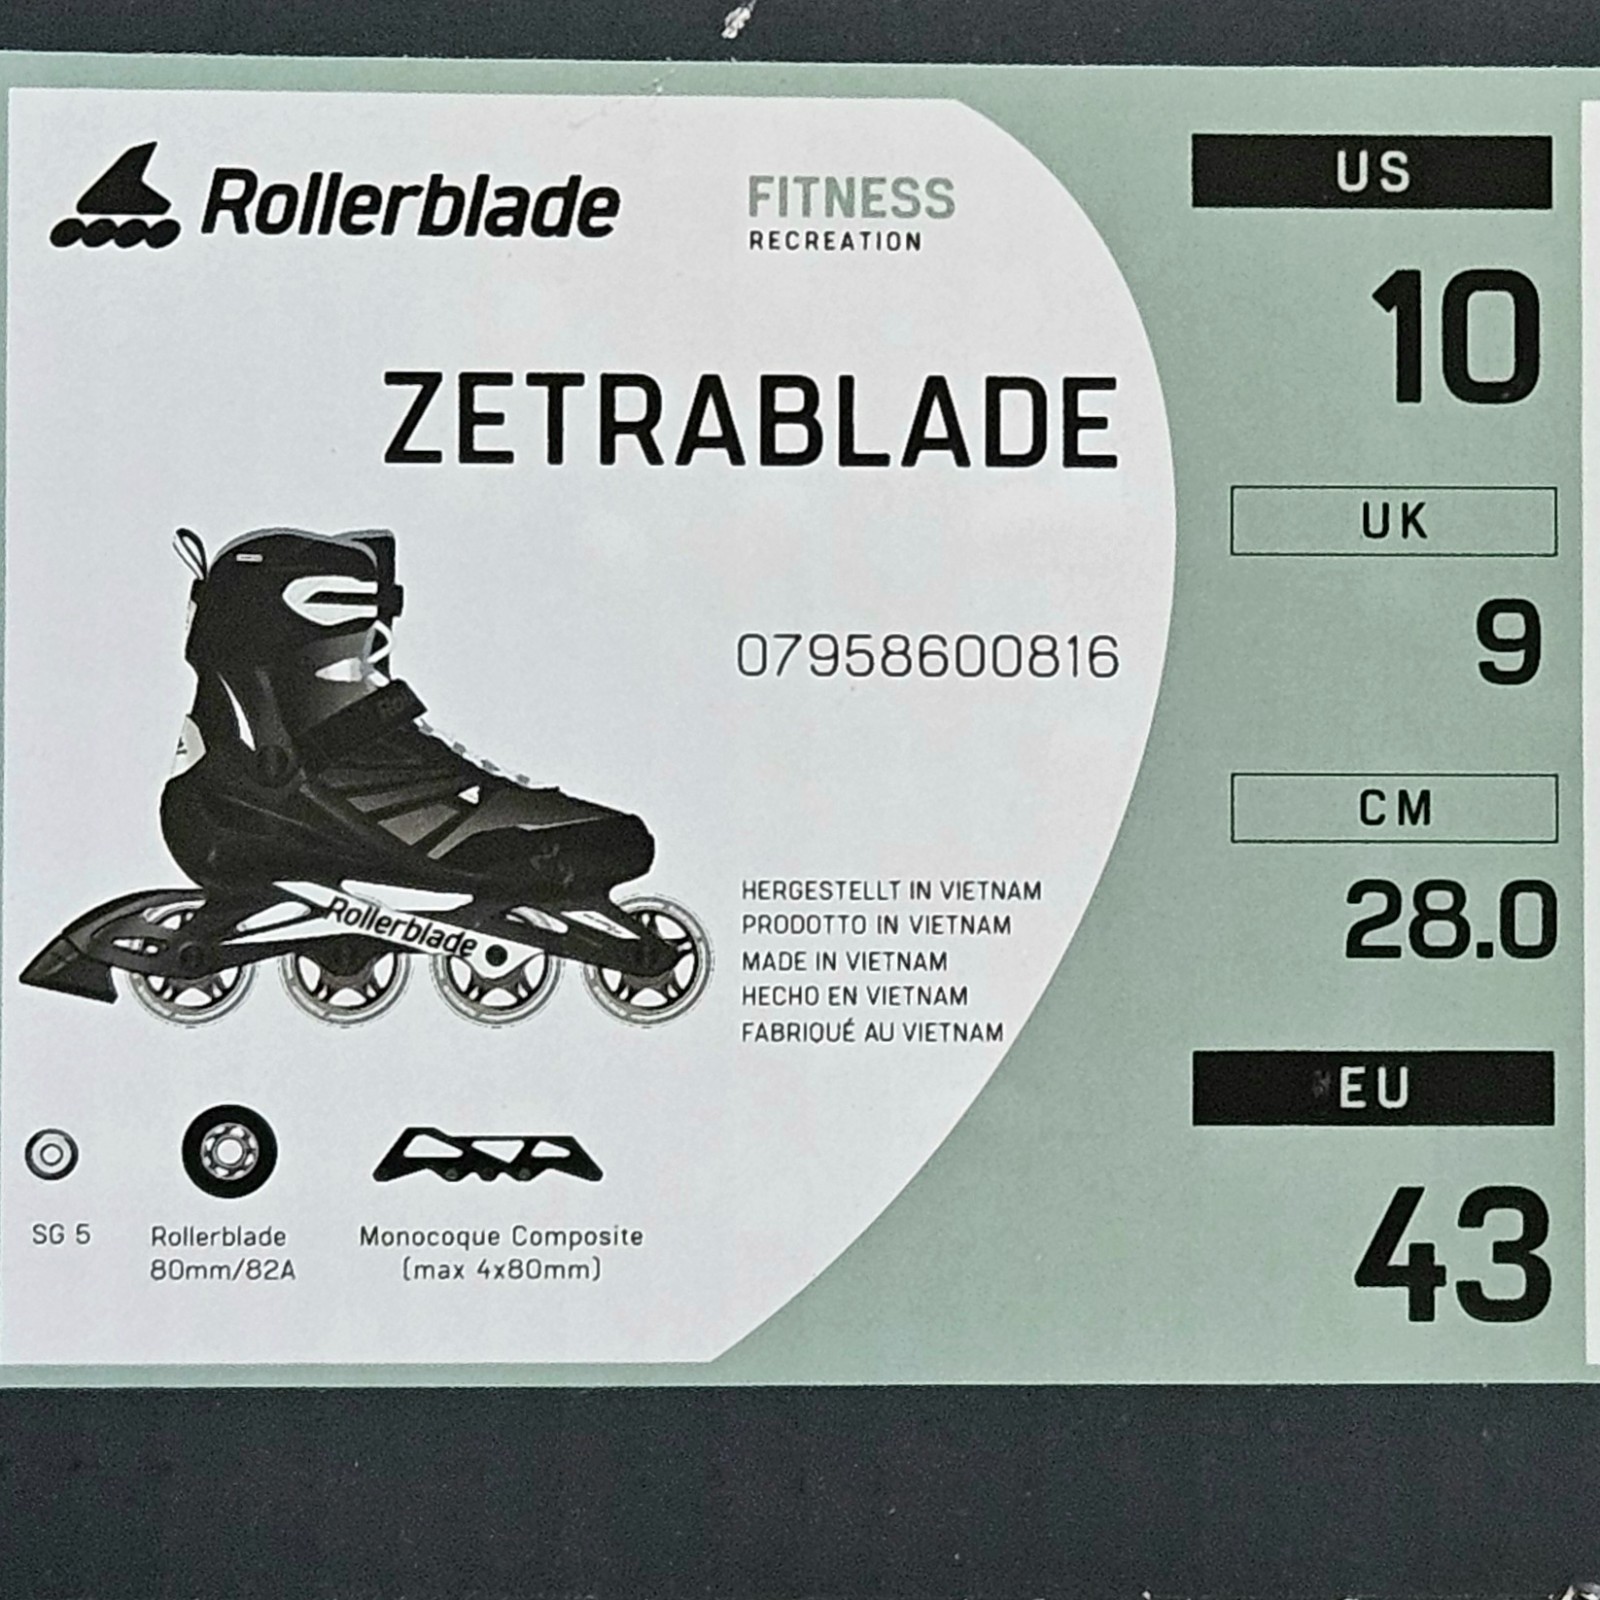 Rollerblade
FITNESS
RECREATION
ZETRABLADE
07958600816
Rollerblade
HERGESTELLT IN VIETNAM
PRODOTTO IN VIETNAM
MADE IN VIETNAM
HECHO EN VIETNAM
FABRIQUÉ AU VIETNAM
SG 5
Rollerblade
80mm/82A
Monocoque Composite
(max 4x80mm)
US
10
UK
9
CM
28.0
EU
43